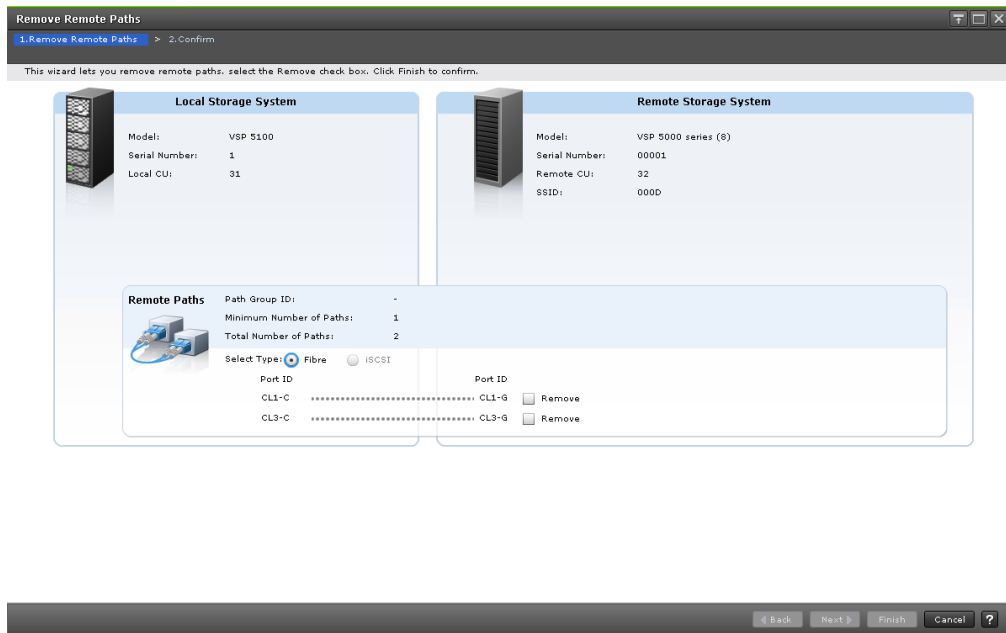 Remove Remote Paths
1.Remove Remote Paths > 2.Confirm
This wizard lets you remove remote paths. select the Remove check box. Click Finish to confirm.
Local Storage System
Model: VSP 5100
Serial Number: 1
Local CU: 31
Remote Storage System
Model: VSP 5000 series (8)
Serial Number: 00001
Remote CU: 32
SSID: 000D
Remote Paths
Path Group ID: -
Minimum Number of Paths: 1
Total Number of Paths: 2
Select Type: Fibre iSCSI
Port ID Port ID
CL1-C CL1-G Remove
CL3-C CL3-G Remove
Back Next Finish Cancel ?